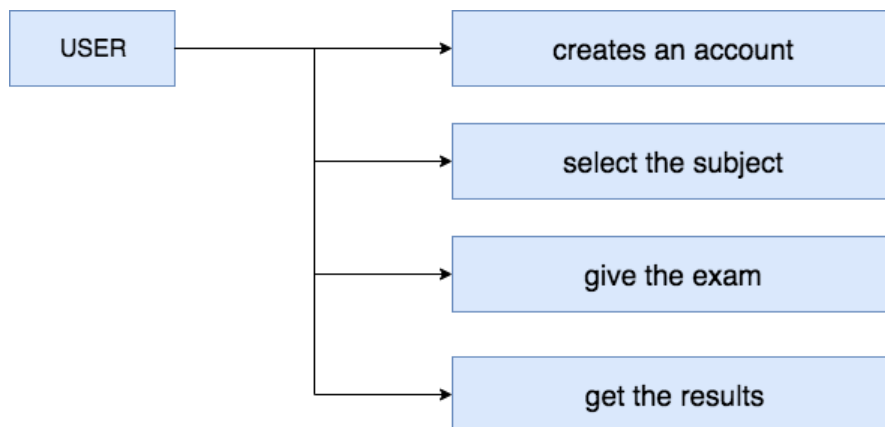 USER
creates an account
select the subject
give the exam
get the results